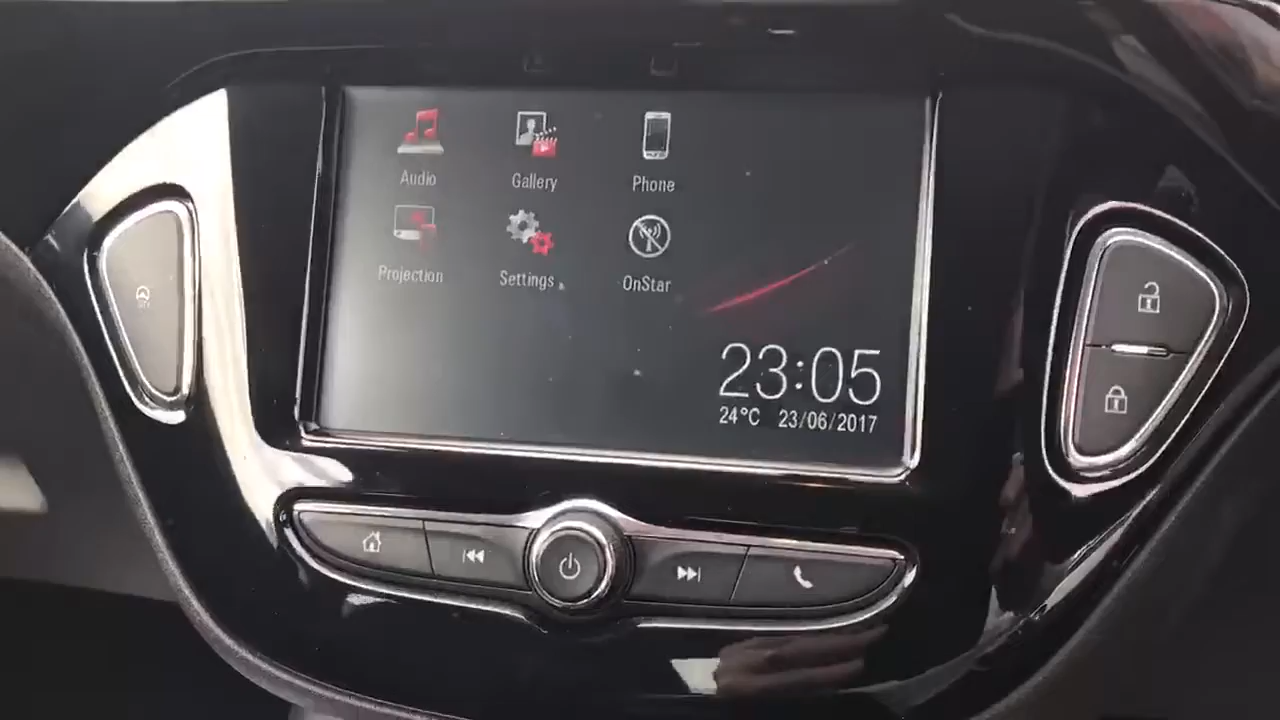 Audio
Gallery
Phone
Projection
Settings
OnStar
23:05
24°C 23/06/2017